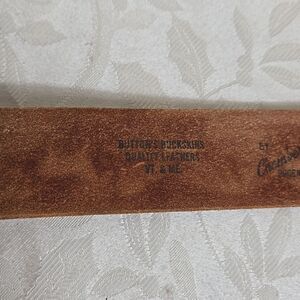 BUTTON'S BUCKSKINS
QUALITY LEATHERS
VT. & ME.
BY